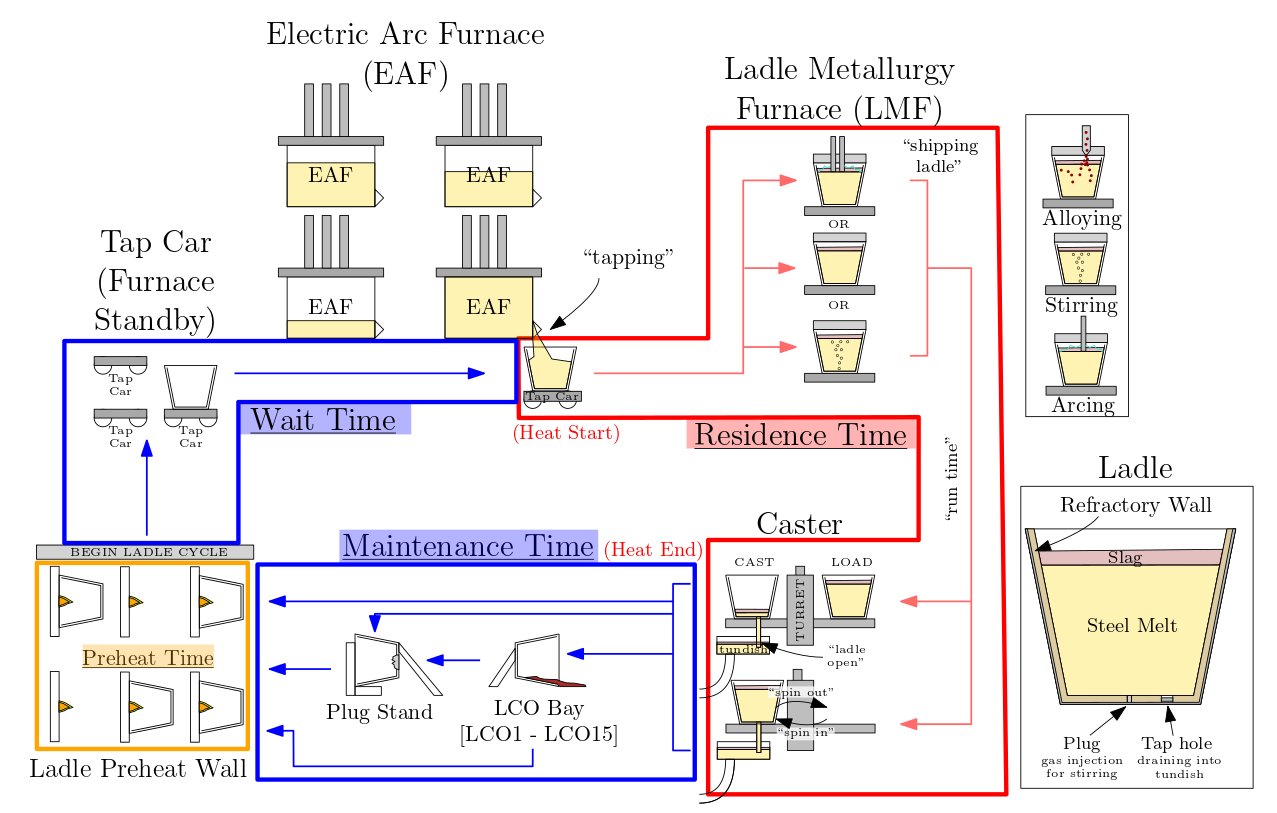 Electric Arc Furnace
(EAF)
EAF
EAF
EAF
EAF
“tapping”
Ladle Metallurgy
Furnace (LMF)
“shipping
ladle”
OR
OR
Alloying
Stirring
Arcing
Tap Car
(Furnace
Standby)
Tap
Car
Tap
Car
Tap
Car
Tap Car
Wait Time
(Heat Start)
Residence Time
“run time”
BEGIN LADLE CYCLE
Preheat Time
Ladle Preheat Wall
Maintenance Time
(Heat End)
Plug Stand
LCO Bay
[LCO1 - LCO15]
Caster
CAST
LOAD
TURRET
tundish
“ladle
open”
“spin out”
“spin in”
Ladle
Refractory Wall
Slag
Steel Melt
Plug
gas injection
for stirring
Tap hole
draining into
tundish